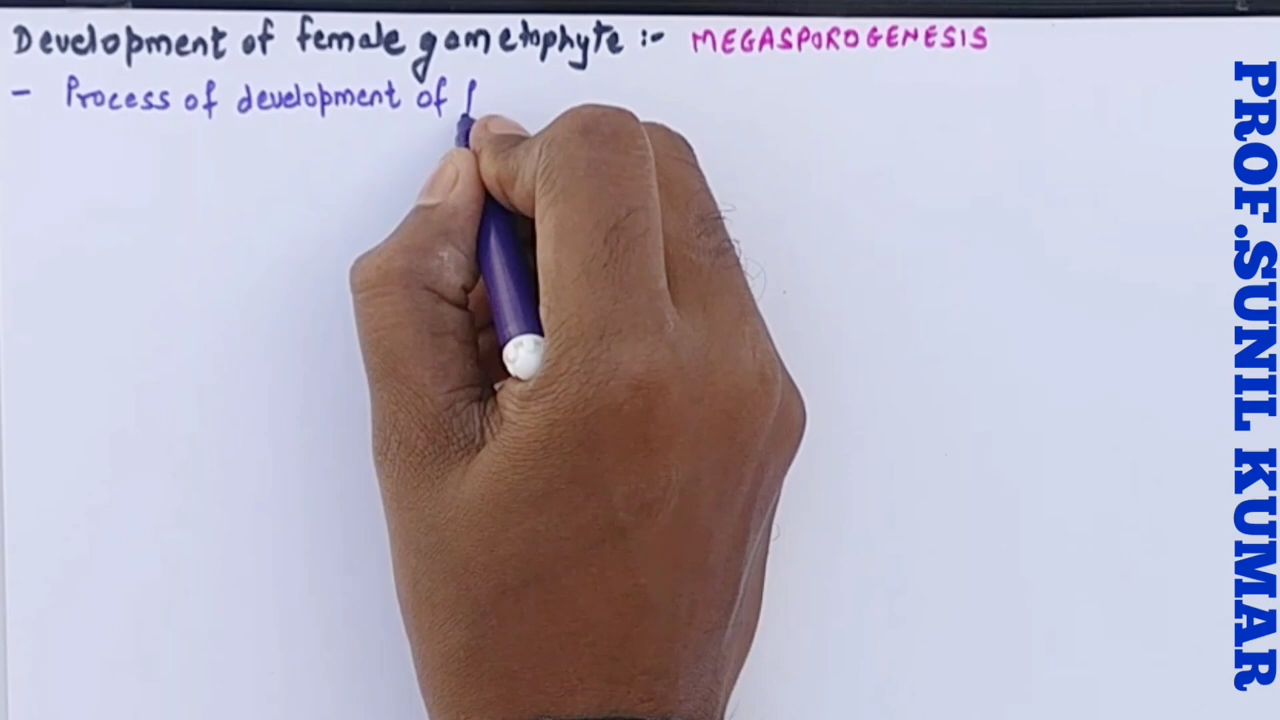 Development of female gametophyte :- MEGASPOROGENESIS
- Process of development of
PROF.SUNIL KUMAR